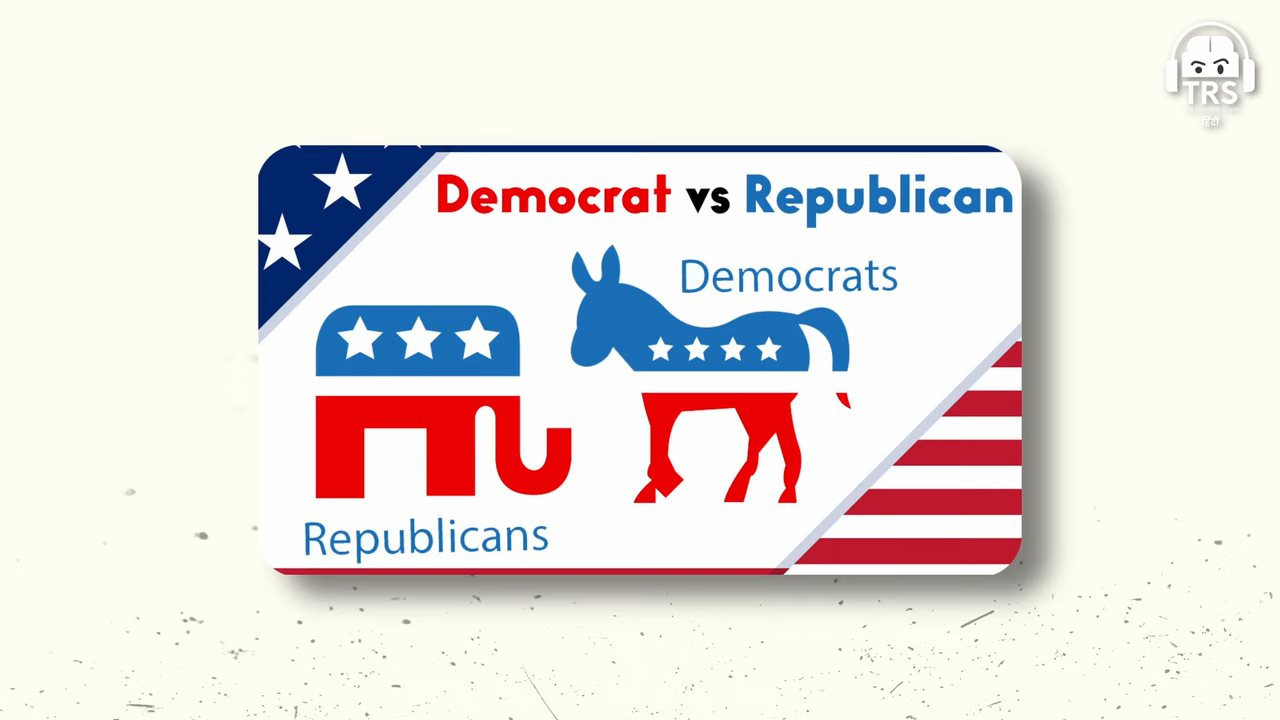 TRS
हिंदी
Democrat vs Republican
Democrats
Republicans